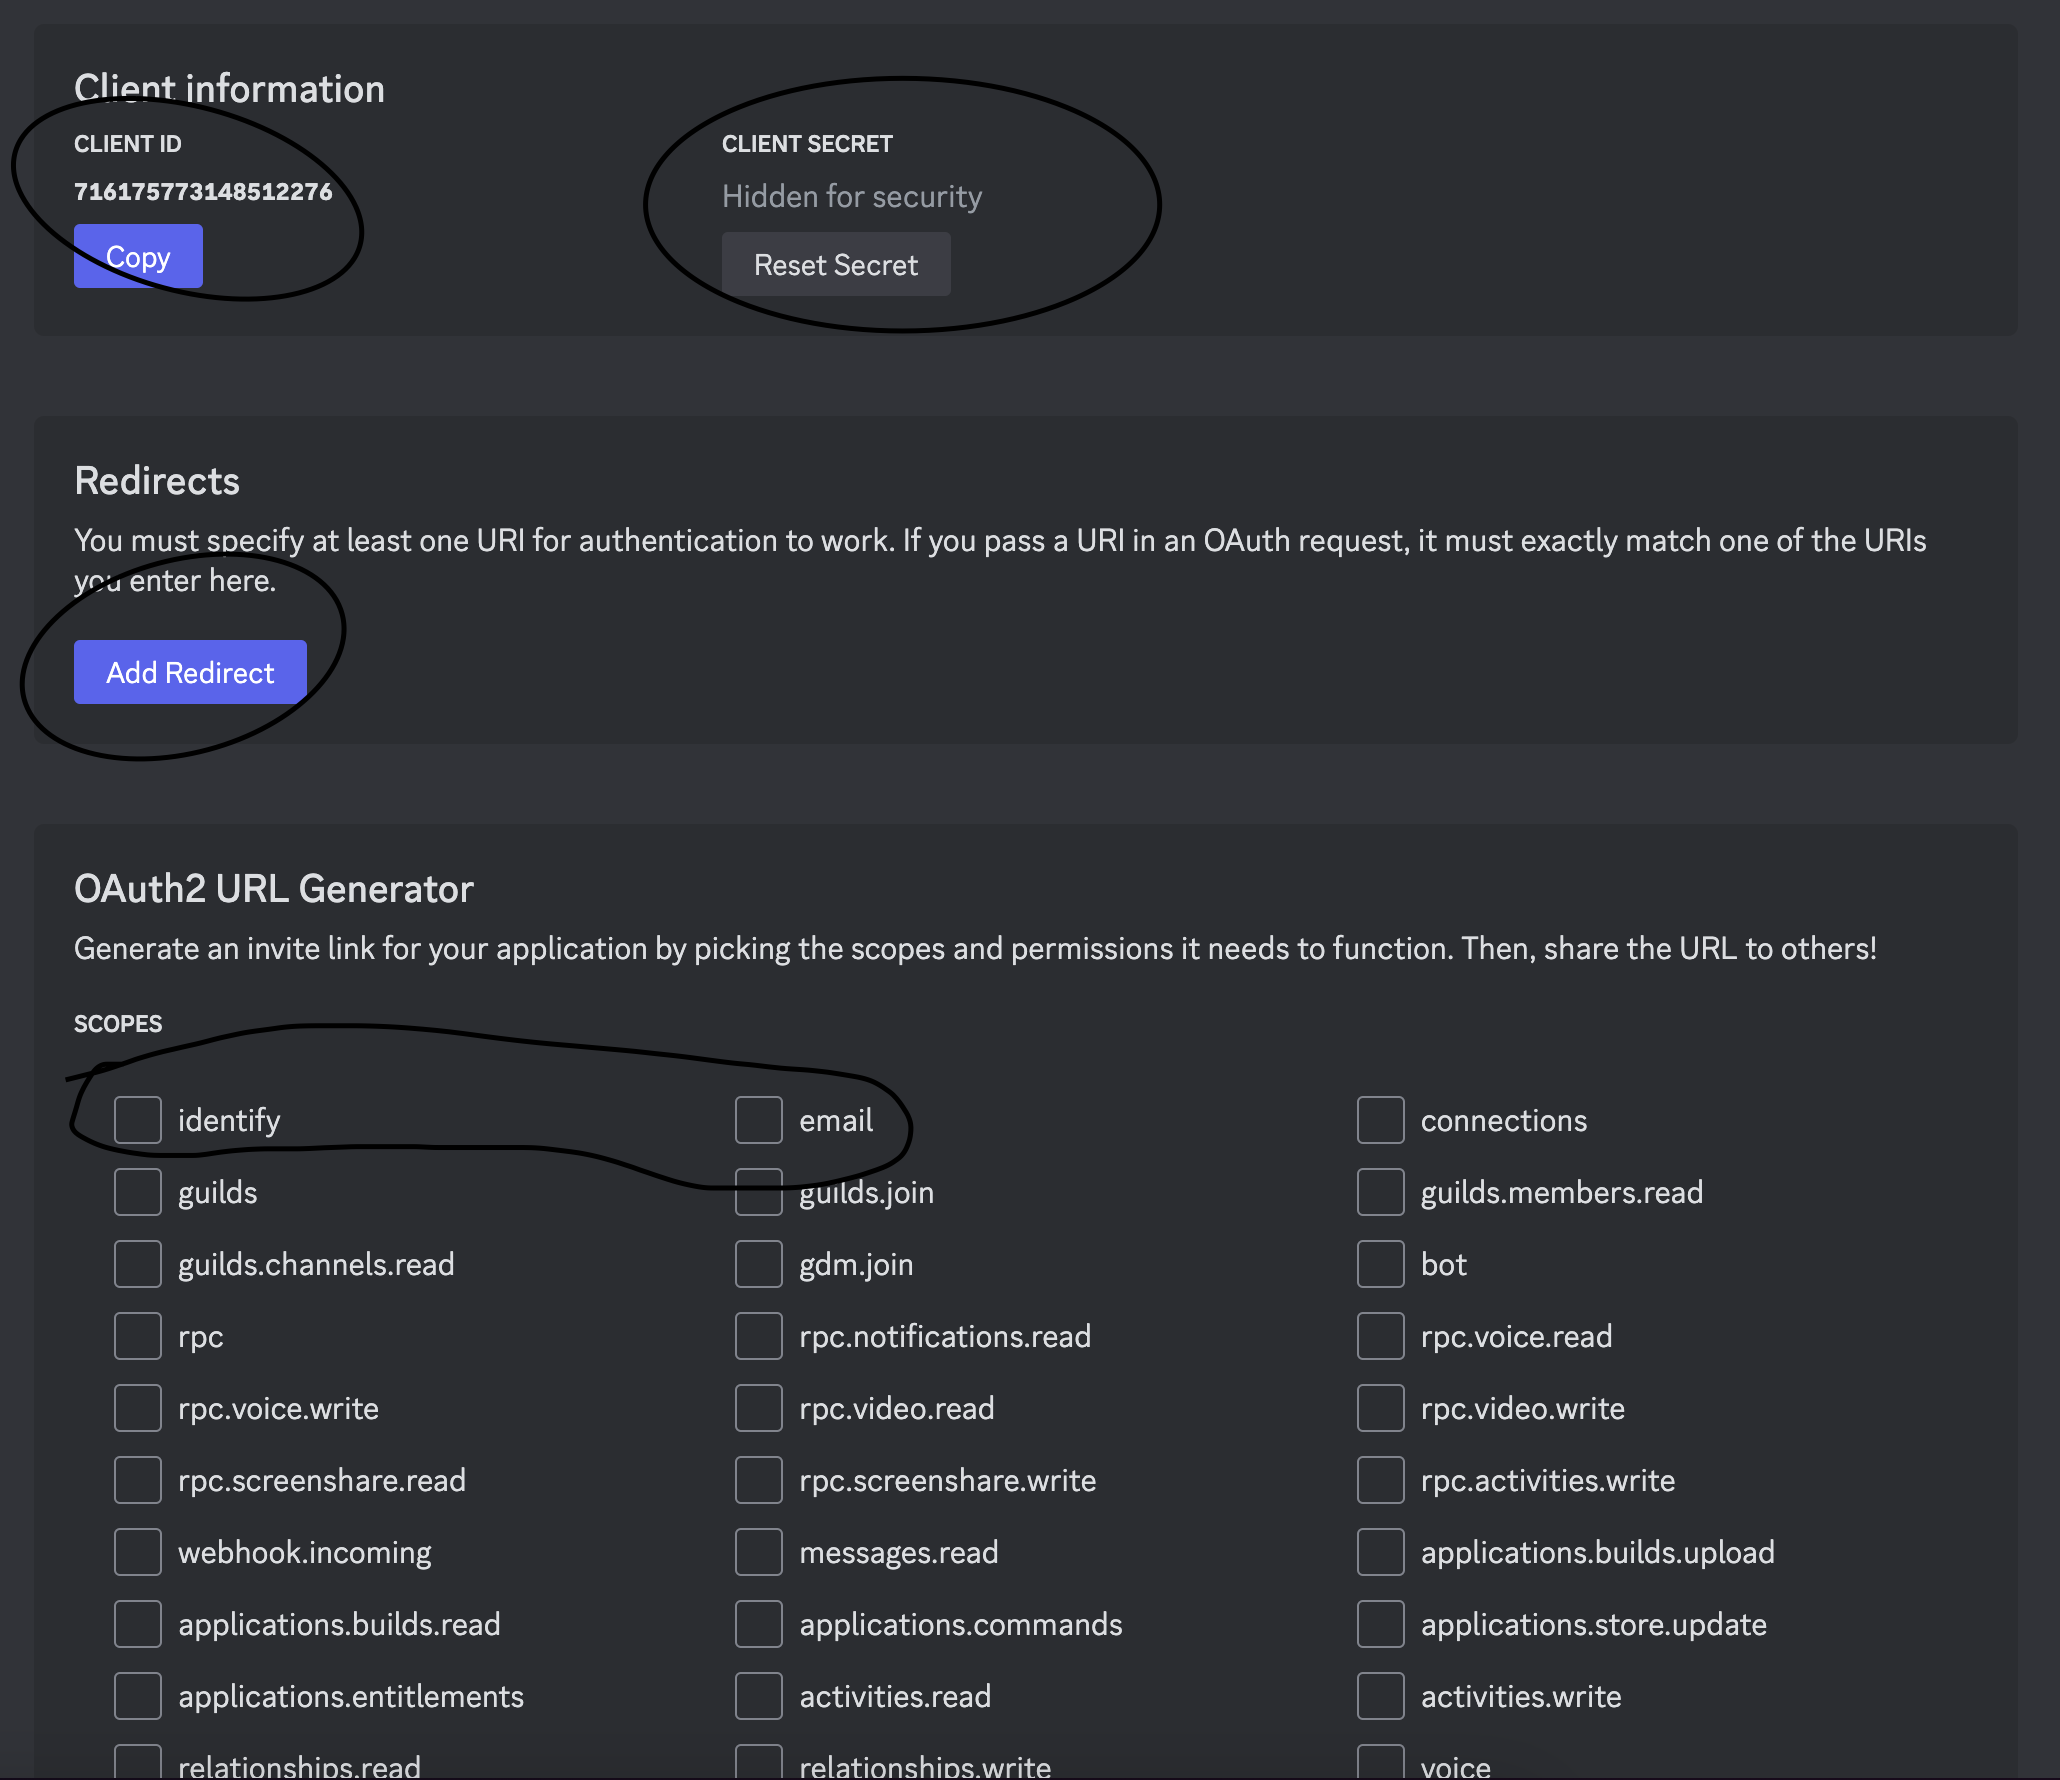 Client information
CLIENT ID
CLIENT SECRET
716175773148512276
Hidden for security
Copy
Reset Secret
Redirects
You must specify at least one URI for authentication to work. If you pass a URI in an OAuth request, it must exactly match one of the URIs
you enter here.
Add Redirect
OAuth2 URL Generator
Generate an invite link for your application by picking the scopes and permissions it needs to function. Then, share the URL to others!
SCOPES
identify
email
connections
guilds
guilds.join
guilds.members.read
guilds.channels.read
gdm.join
bot
rpc
rpc.notifications.read
rpc.voice.read
rpc.voice.write
rpc.video.read
rpc.video.write
rpc.screenshare.read
rpc.screenshare.write
rpc.activities.write
webhook.incoming
messages.read
applications.builds.upload
applications.builds.read
applications.commands
applications.store.update
applications.entitlements
activities.read
activities.write
relationships.read
relationships.write
voice